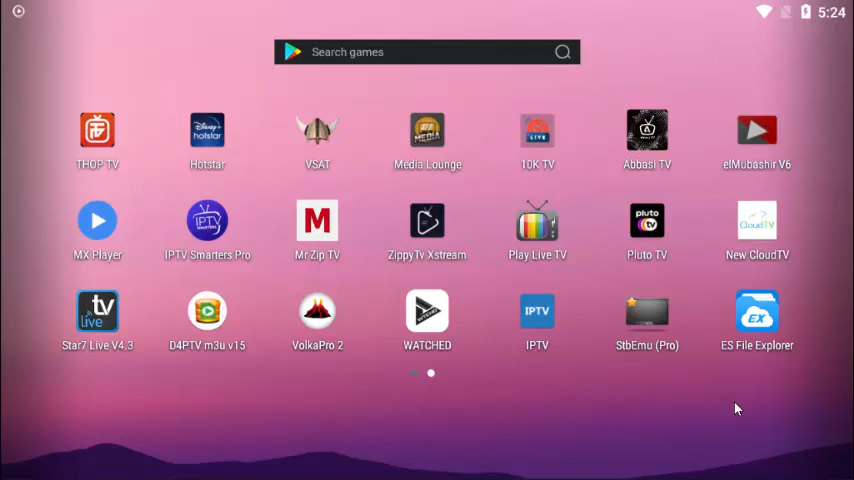 5:24
Search games
THOP TV
Hotstar
VSAT
Media Lounge
10K TV
Abbasi TV
elMubashir V6
MX Player
IPTV Smarters Pro
Mr Zip TV
ZippyTv Xstream
Play Live TV
Pluto TV
New CloudTV
Star7 Live V4.3
D4PTV m3u v15
VolkaPro 2
WATCHED
IPTV
StbEmu (Pro)
ES File Explorer